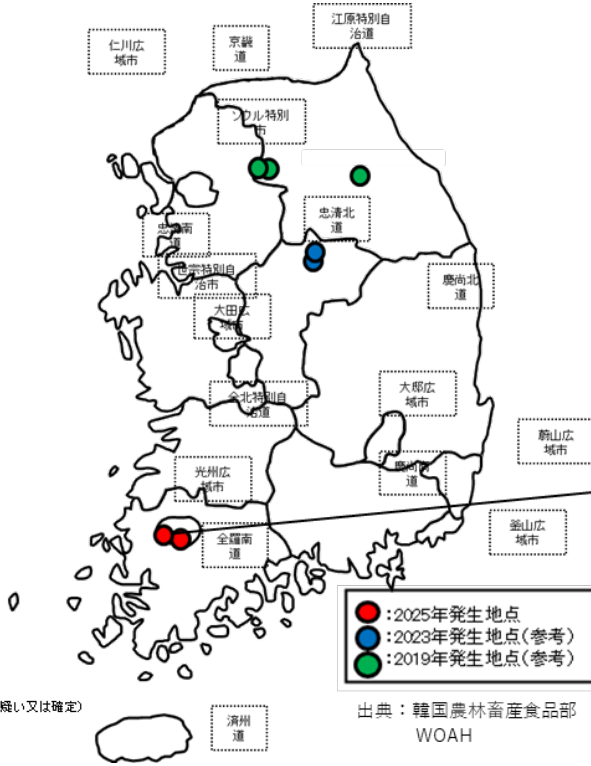 江原特別自
治道
京畿
道
仁川広
域市
ソウル特別
市
忠清北
道
忠清南
道
世宗特別自
治市
慶尚北
道
大田広
域市
大邸広
域市
全北特別自
治道
蔚山広
域市
慶尚南
道
光州広
域市
釜山広
域市
全羅南
道
:2025年発生地点
:2023年発生地点(参考)
:2019年発生地点(参考)
疑い又は確定)
出典：韓国農林畜産食品部
WOAH
済州
道